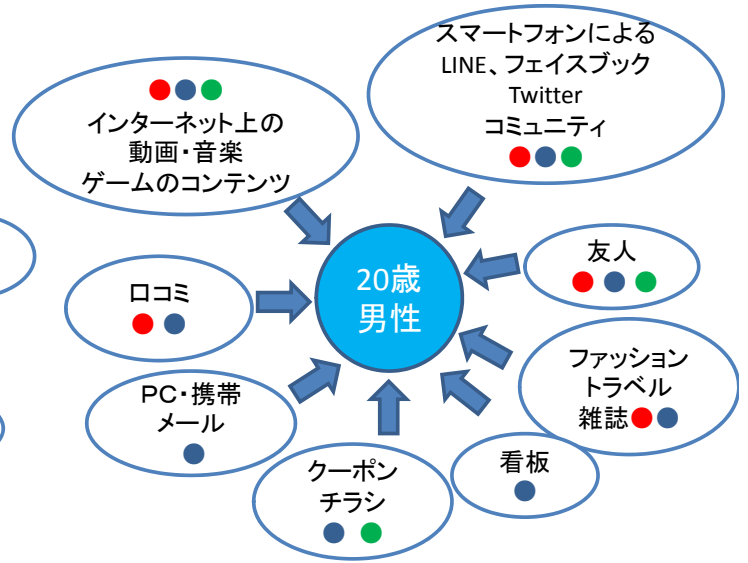 スマートフォンによる
LINE、フェイスブック
Twitter
コミュニティ
インターネット上の
動画・音楽
ゲームのコンテンツ
友人
口コミ
20歳
男性
ファッション
トラベル
雑誌
PC・携帯
メール
クーポン
チラシ
看板